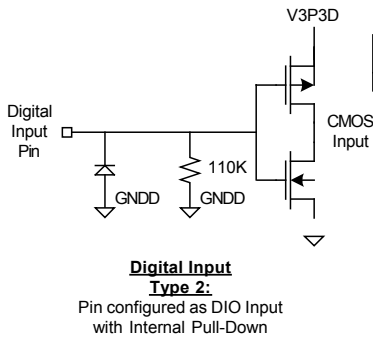 V3P3D
Digital
Input
Pin
CMOS
Input
110K
GNDD
GNDD
Digital Input
Type 2:
Pin configured as DIO Input
with Internal Pull-Down